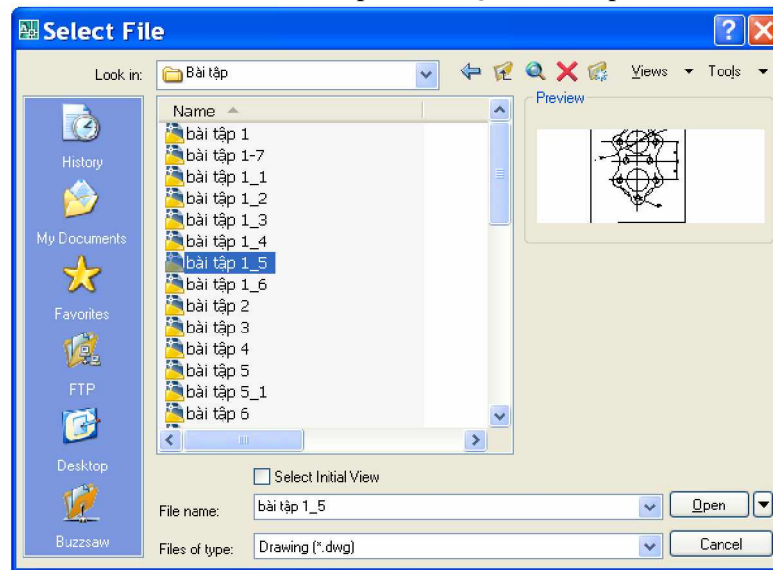 Select File
Look in: Bài tập Views Tools
Name
Preview
bài tập 1
bài tập 1-7
bài tập 1_1
bài tập 1_2
bài tập 1_3
bài tập 1_4
bài tập 1_5
bài tập 1_6
bài tập 2
bài tập 3
bài tập 4
bài tập 5
bài tập 5_1
bài tập 6
History
My Documents
Favorites
FTP
Desktop
Buzzsaw
Select Initial View
File name: bài tập 1_5 Open
Files of type: Drawing (*.dwg) Cancel